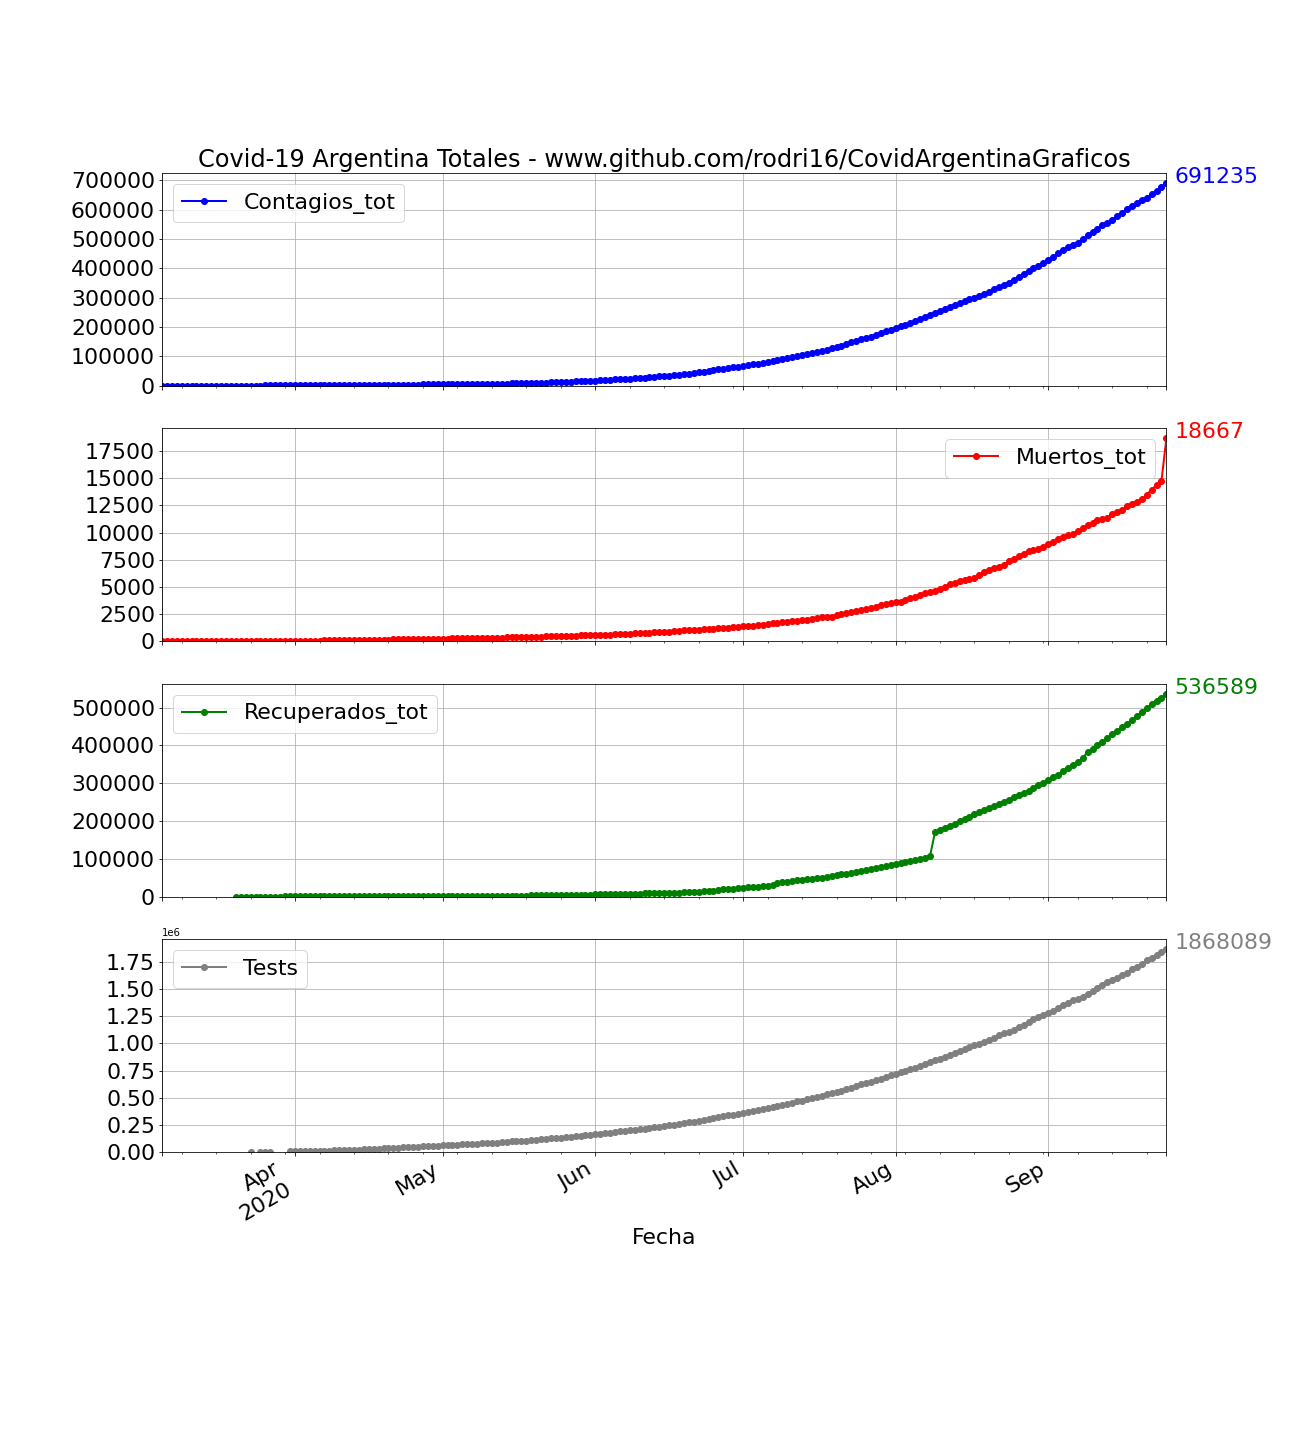 Covid-19 Argentina Totales - www.github.com/rodri16/CovidArgentinaGraficos
700000
600000
500000
400000
300000
200000
100000
0
Contagios_tot
691235
17500
15000
12500
10000
7500
5000
2500
0
Muertos_tot
18667
500000
400000
300000
200000
100000
0
Recuperados_tot
536589
1e6
1.75
1.50
1.25
1.00
0.75
0.50
0.25
0.00
Tests
1868089
Apr
2020
May
Jun
Jul
Aug
Sep
Fecha